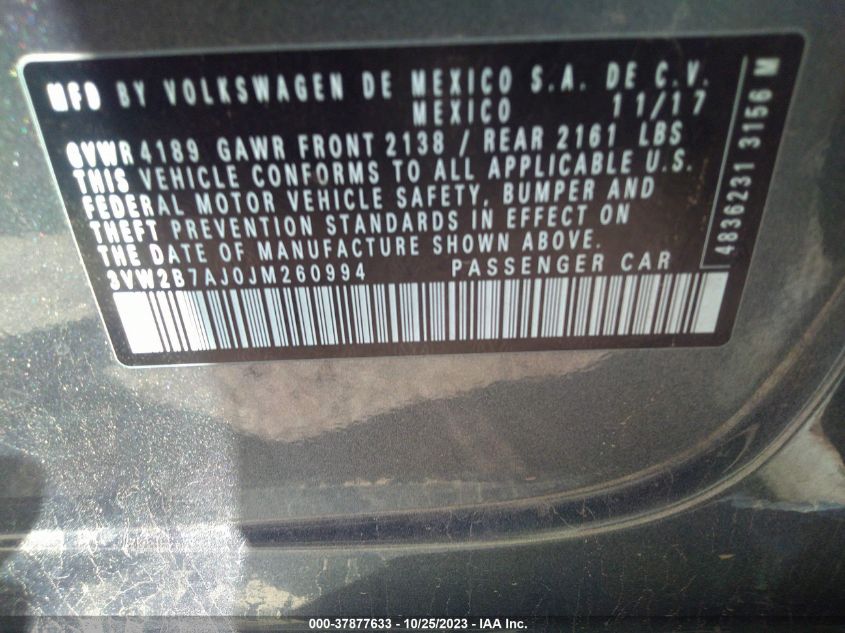 MFD BY VOLKSWAGEN DE MEXICO S.A. DE C.V.
MEXICO 11/17
GVWR 4189 GAWR FRONT 2138 / REAR 2161 LBS
THIS VEHICLE CONFORMS TO ALL APPLICABLE U.S.
FEDERAL MOTOR VEHICLE SAFETY, BUMPER AND
THEFT PREVENTION STANDARDS IN EFFECT ON
THE DATE OF MANUFACTURE SHOWN ABOVE.
3VW2B7AJ0JM260994 PASSENGER CAR
4836231 3156 M
000-37877633 - 10/25/2023 - IAA Inc.